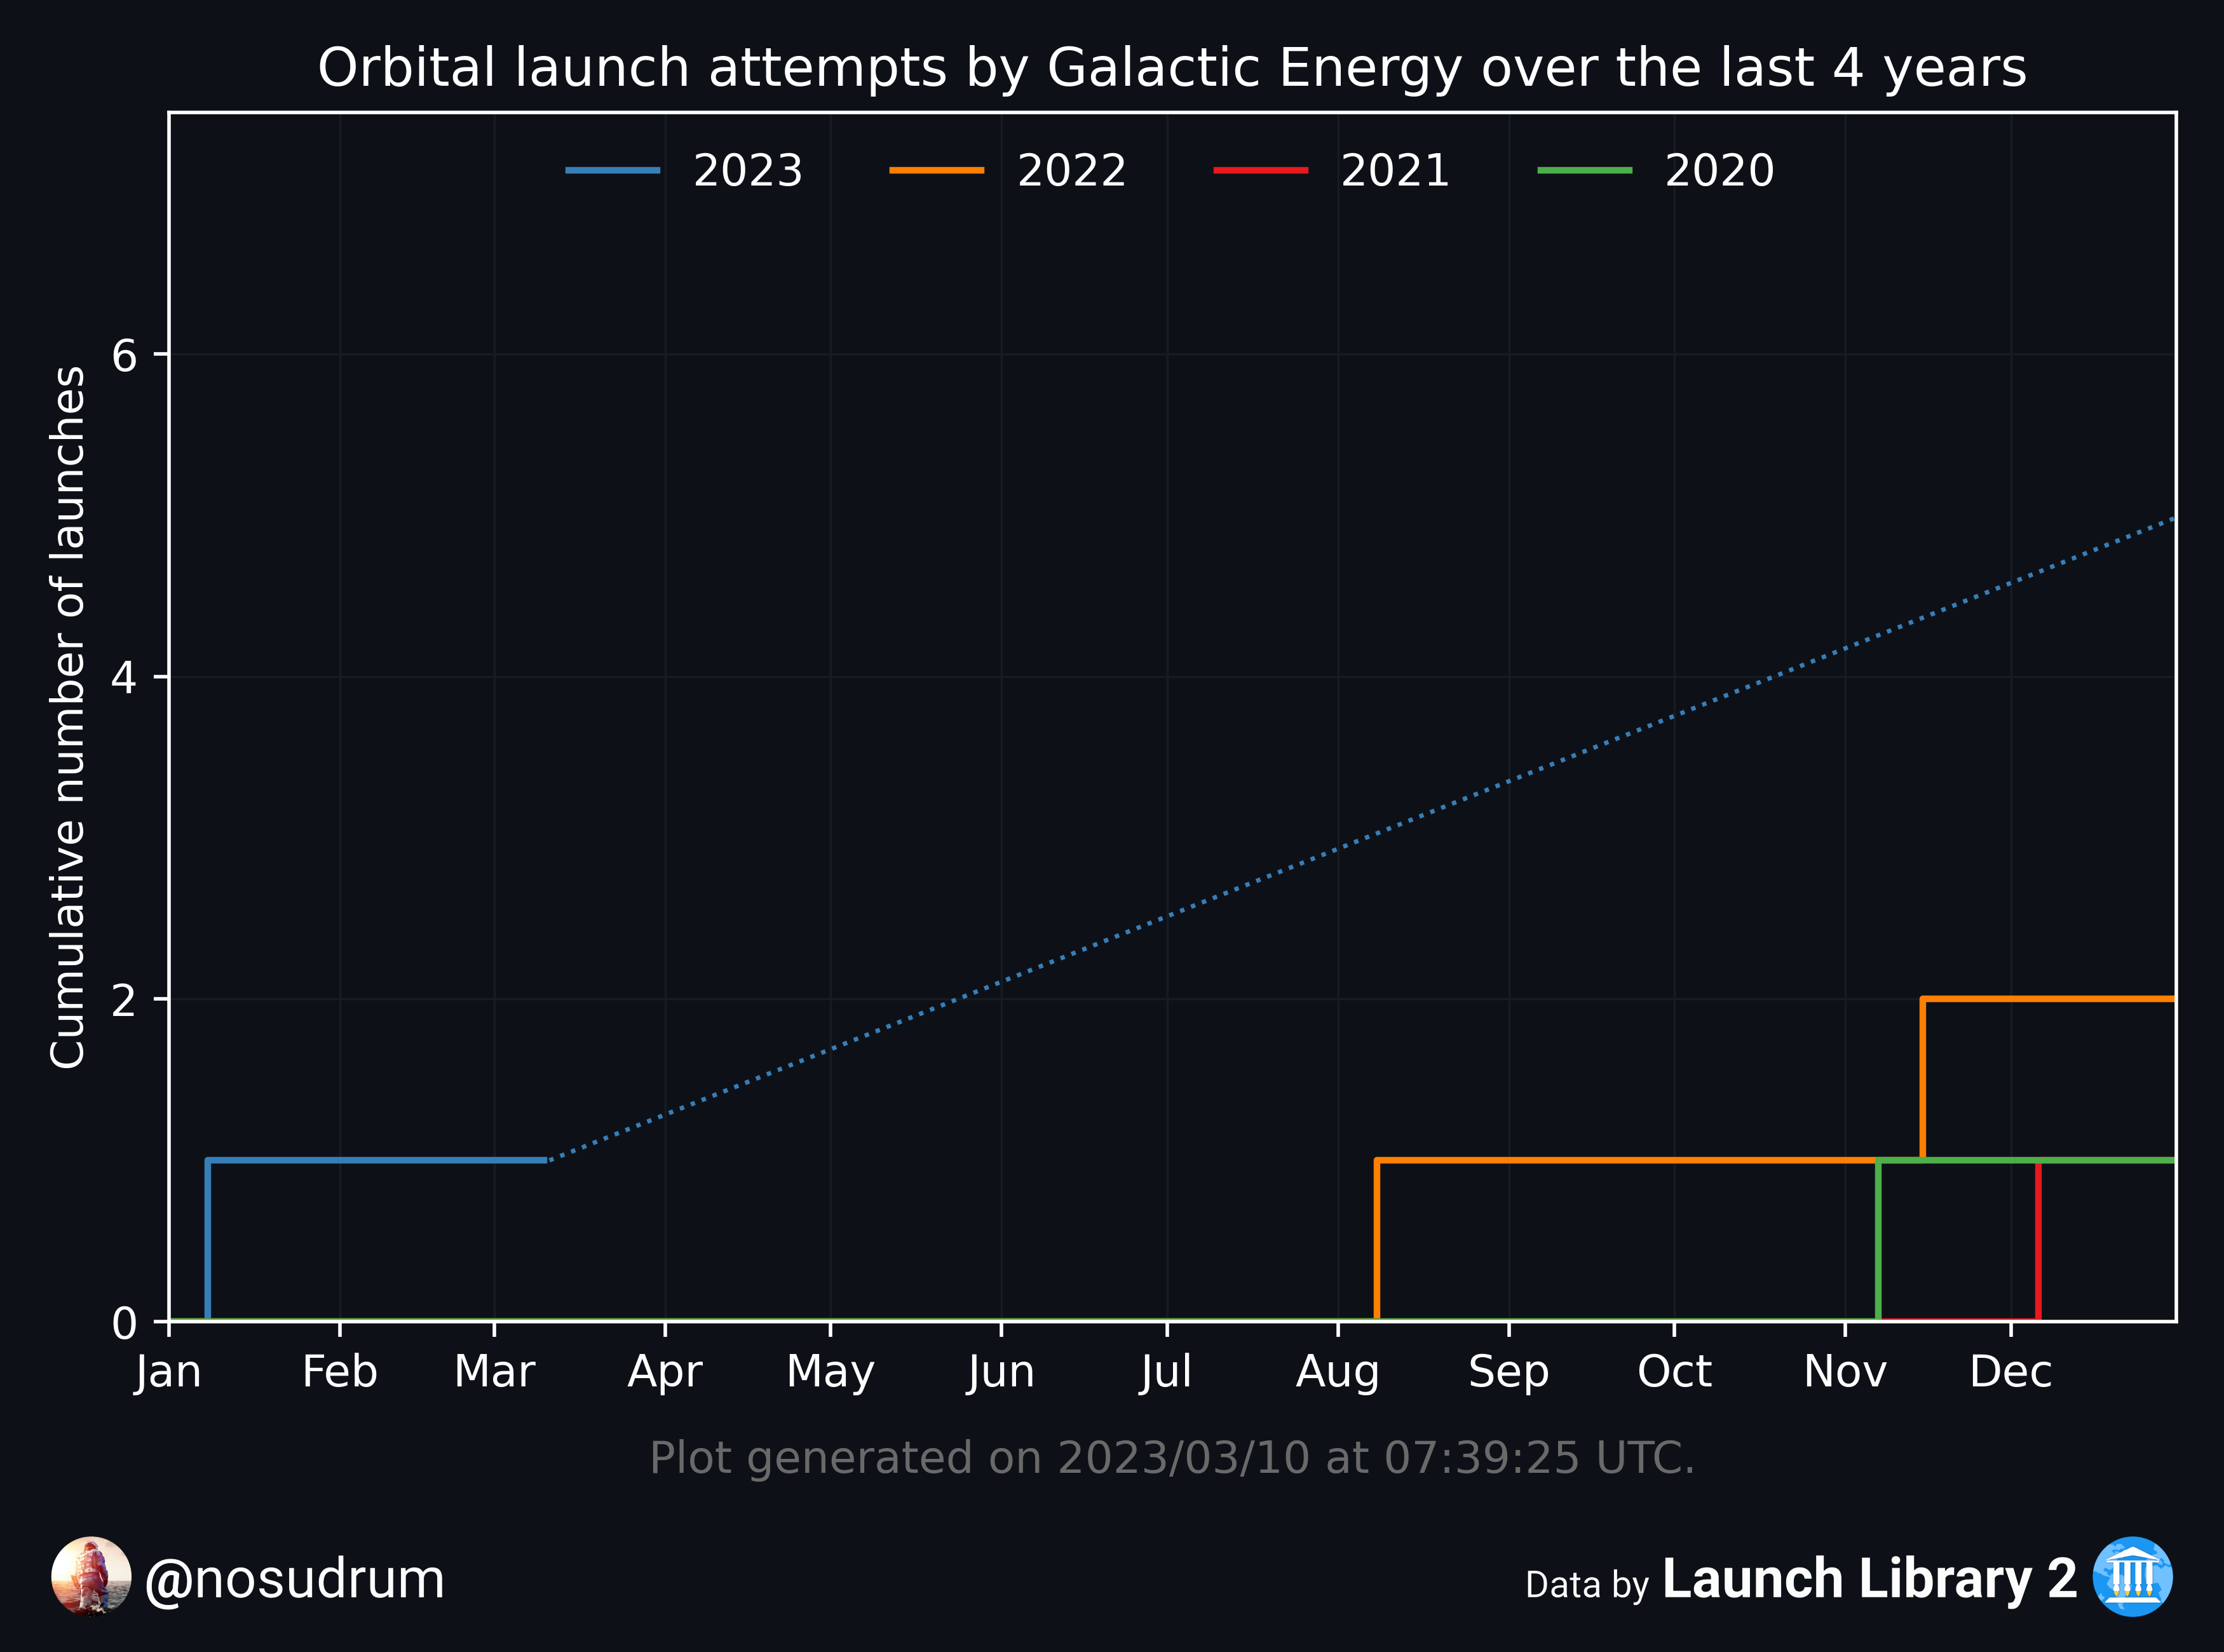 Orbital launch attempts by Galactic Energy over the last 4 years
2023 2022 2021 2020
Cumulative number of launches
6
4
2
0
Jan Feb Mar Apr May Jun Jul Aug Sep Oct Nov Dec
Plot generated on 2023/03/10 at 07:39:25 UTC.
@nosudrum
Data by Launch Library 2